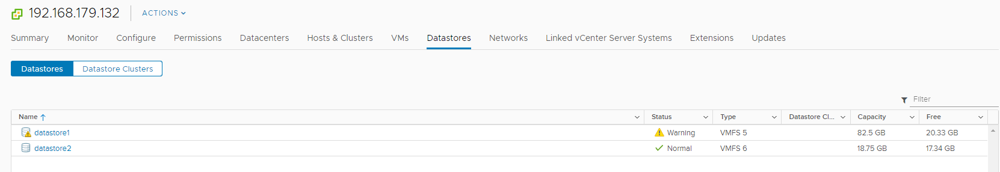 192.168.179.132 ACTIONS
Summary Monitor Configure Permissions Datacenters Hosts & Clusters VMs Datastores Networks Linked vCenter Server Systems Extensions Updates
Datastores Datastore Clusters
Filter
Name Status Type Datastore Cl... Capacity Free
datastore1 Warning VMFS 5 82.5 GB 20.33 GB
datastore2 Normal VMFS 6 18.75 GB 17.34 GB